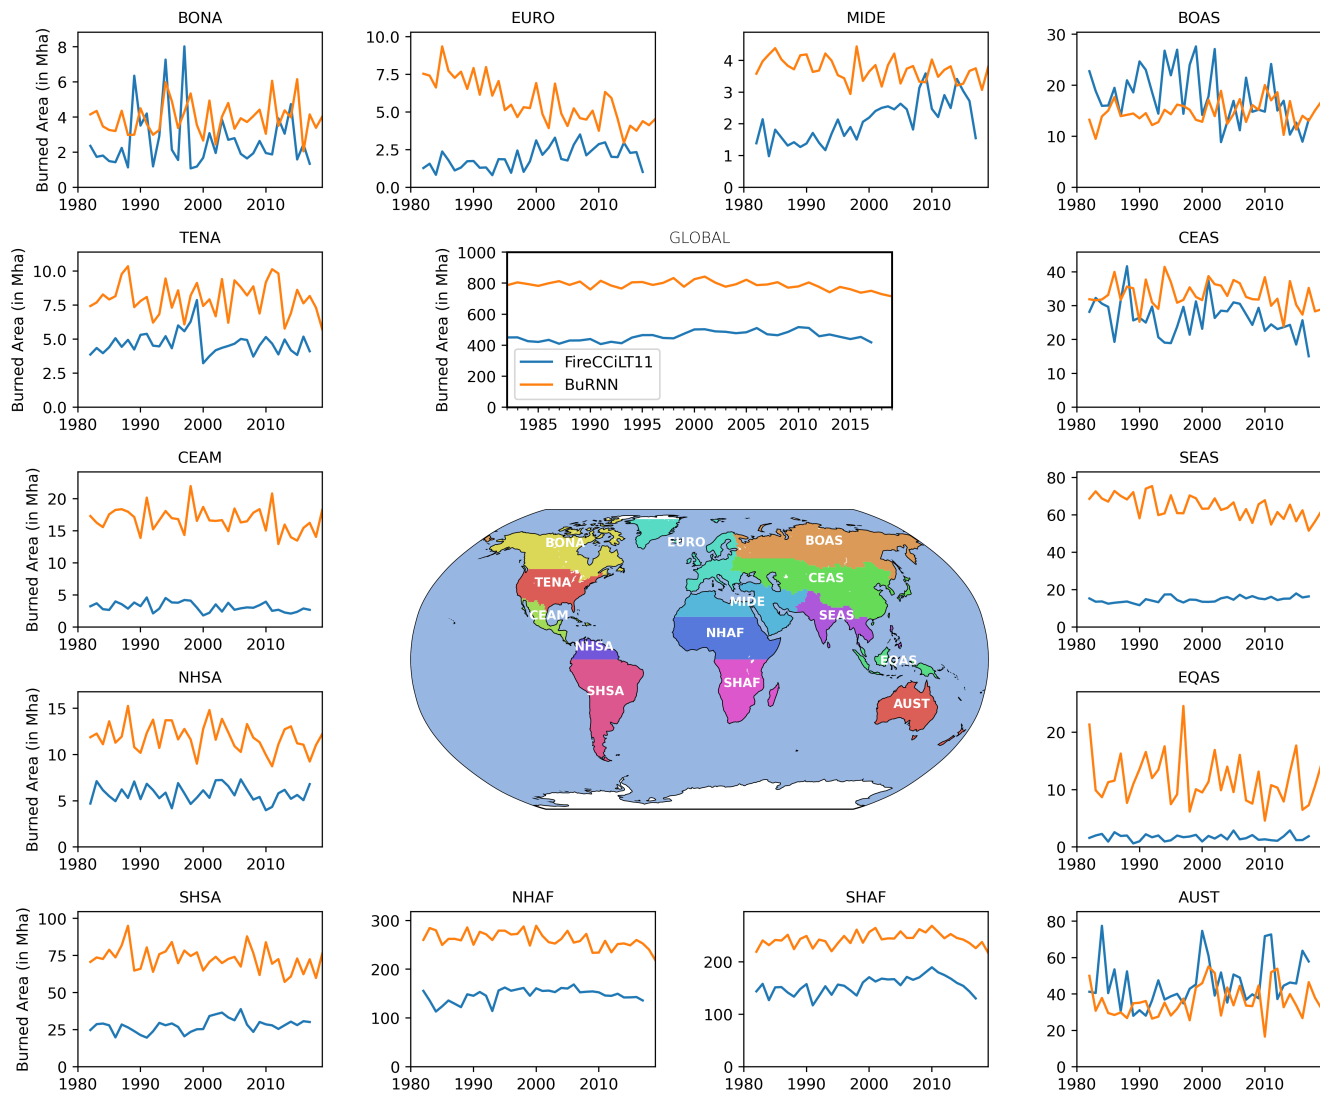 BONA
EURO
MIDE
BOAS
Burned Area (in Mha)
8
6
4
2
0
1980 1990 2000 2010
10.0
7.5
5.0
2.5
0.0
1980 1990 2000 2010
4
3
2
1
0
1980 1990 2000 2010
30
20
10
0
1980 1990 2000 2010
TENA
GLOBAL
CEAS
Burned Area (in Mha)
10.0
7.5
5.0
2.5
0.0
1980 1990 2000 2010
Burned Area (in Mha)
1000
800
600
400
200
0
FireCCiLT11
BuRNN
1985 1990 1995 2000 2005 2010 2015
40
30
20
10
0
1980 1990 2000 2010
CEAM
SEAS
Burned Area (in Mha)
20
15
10
5
0
1980 1990 2000 2010
80
60
40
20
0
1980 1990 2000 2010
BONA
EURO
BOAS
TENA
CEAS
MIDE
CEAM
SEAS
NHAF
NHSA
EQAS
SHAF
SHSA
AUST
NHSA
EQAS
Burned Area (in Mha)
15
10
5
0
1980 1990 2000 2010
20
10
0
1980 1990 2000 2010
SHSA
NHAF
SHAF
AUST
Burned Area (in Mha)
100
75
50
25
0
1980 1990 2000 2010
300
200
100
0
1980 1990 2000 2010
200
100
0
1980 1990 2000 2010
80
60
40
20
0
1980 1990 2000 2010